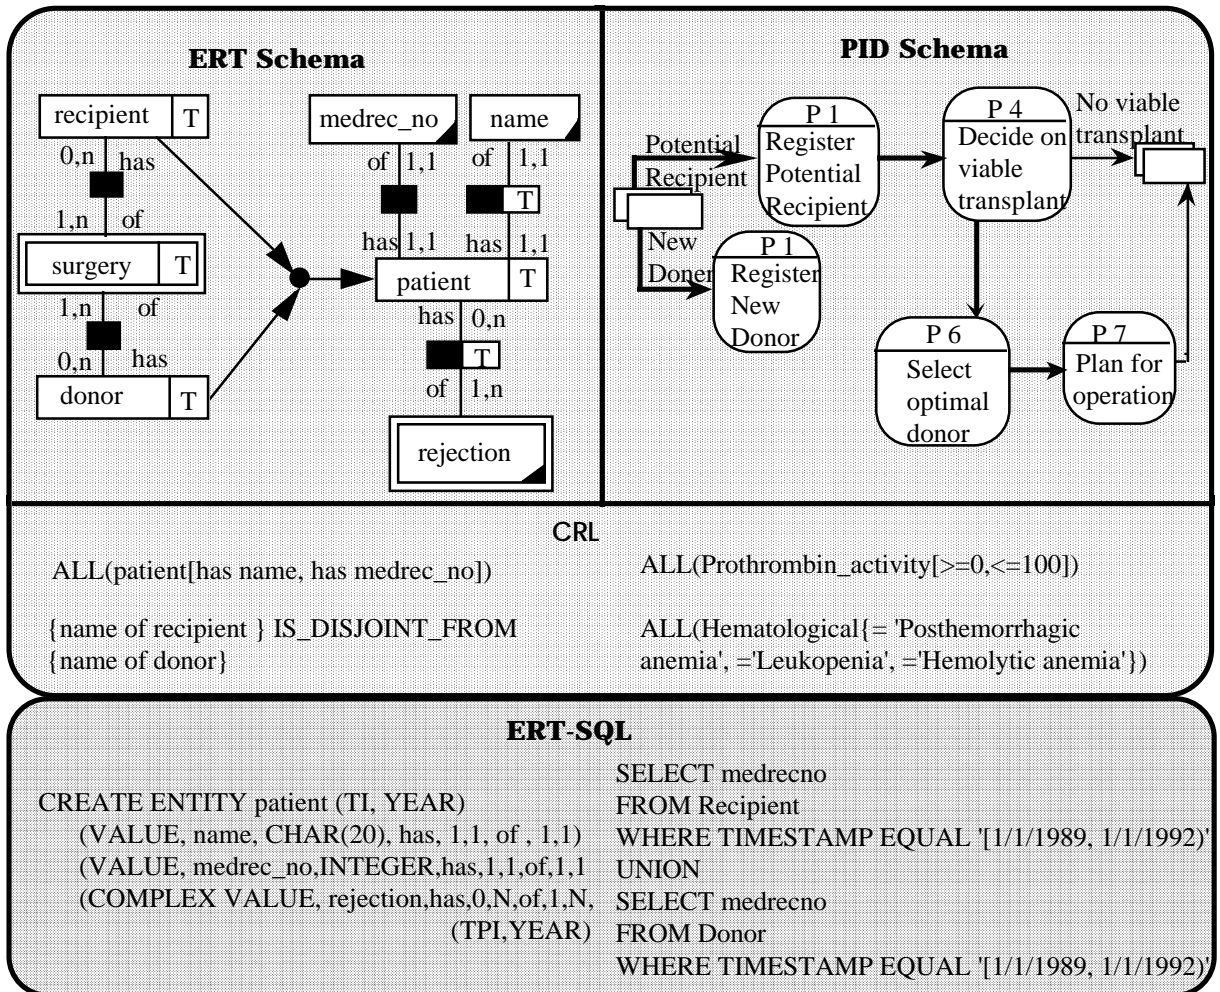 ERT Schema
recipient T
0,n has
1,n of
surgery T
1,n of
0,n has
donor T
medrec_no
name
of 1,1
of 1,1
T
has 1,1
has 1,1
patient T
has 0,n
T
of 1,n
rejection
PID Schema
Potential
Recipient
New
Doner
P 1
Register
Potential
Recipient
P 1
Register
New
Donor
P 4
Decide on
viable
transplant
No viable
transplant
P 6
Select
optimal
donor
P 7
Plan for
operation
CRL
ALL(patient[has name, has medrec_no])
{name of recipient } IS_DISJOINT_FROM
{name of donor}
ALL(Prothrombin_activity[>=0,<=100])
ALL(Hematological{= 'Posthemorrhagic
anemia', ='Leukopenia', ='Hemolytic anemia'})
ERT-SQL
CREATE ENTITY patient (TI, YEAR)
(VALUE, name, CHAR(20), has, 1,1, of , 1,1)
(VALUE, medrec_no,INTEGER,has,1,1,of,1,1
(COMPLEX VALUE, rejection,has,0,N,of,1,N,
(TPI,YEAR)
SELECT medrecno
FROM Recipient
WHERE TIMESTAMP EQUAL '[1/1/1989, 1/1/1992)'
UNION
SELECT medrecno
FROM Donor
WHERE TIMESTAMP EQUAL '[1/1/1989, 1/1/1992)'